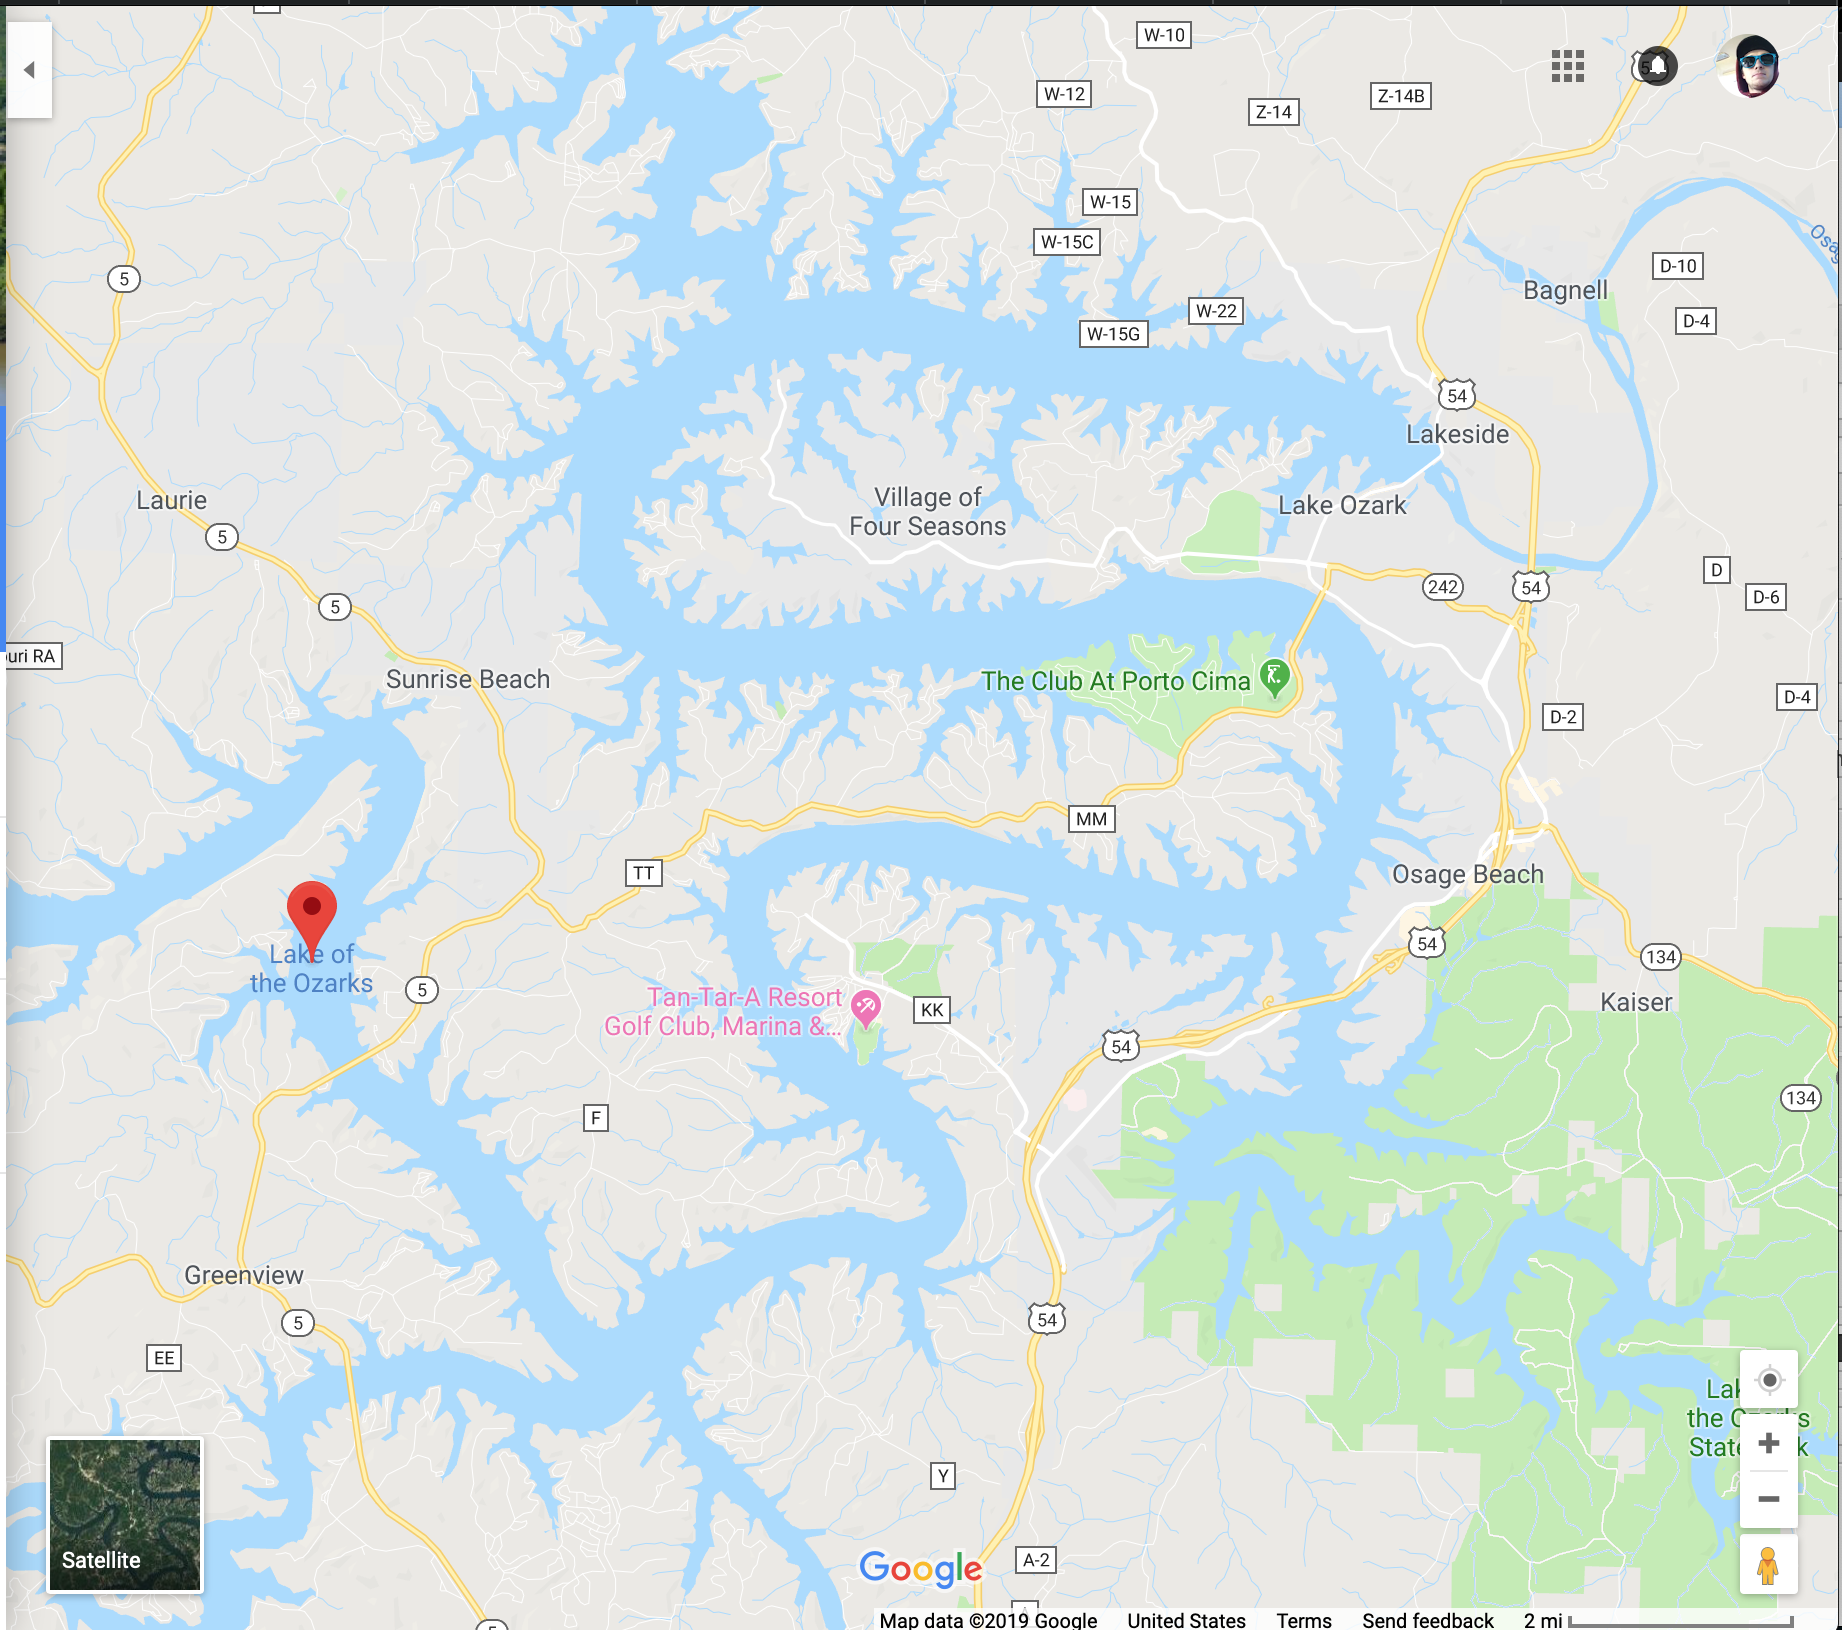 W-10
W-12
Z-14
Z-14B
W-15
W-15C
Bagnell
D-10
5
W-22
W-15G
D-4
54
Lakeside
Laurie
Village of
Four Seasons
Lake Ozark
5
242
54
D
D-6
5
ouri RA
Sunrise Beach
The Club At Porto Cima
D-4
D-2
MM
TT
Osage Beach
54
134
Lake of
the Ozarks
5
Tan-Tar-A Resort
Golf Club, Marina &...
KK
Kaiser
54
134
F
Greenview
5
54
EE
the Ozarks
State
Y
Satellite
Google
A-2
Map data ©2019 Google United States Terms Send feedback 2 mi